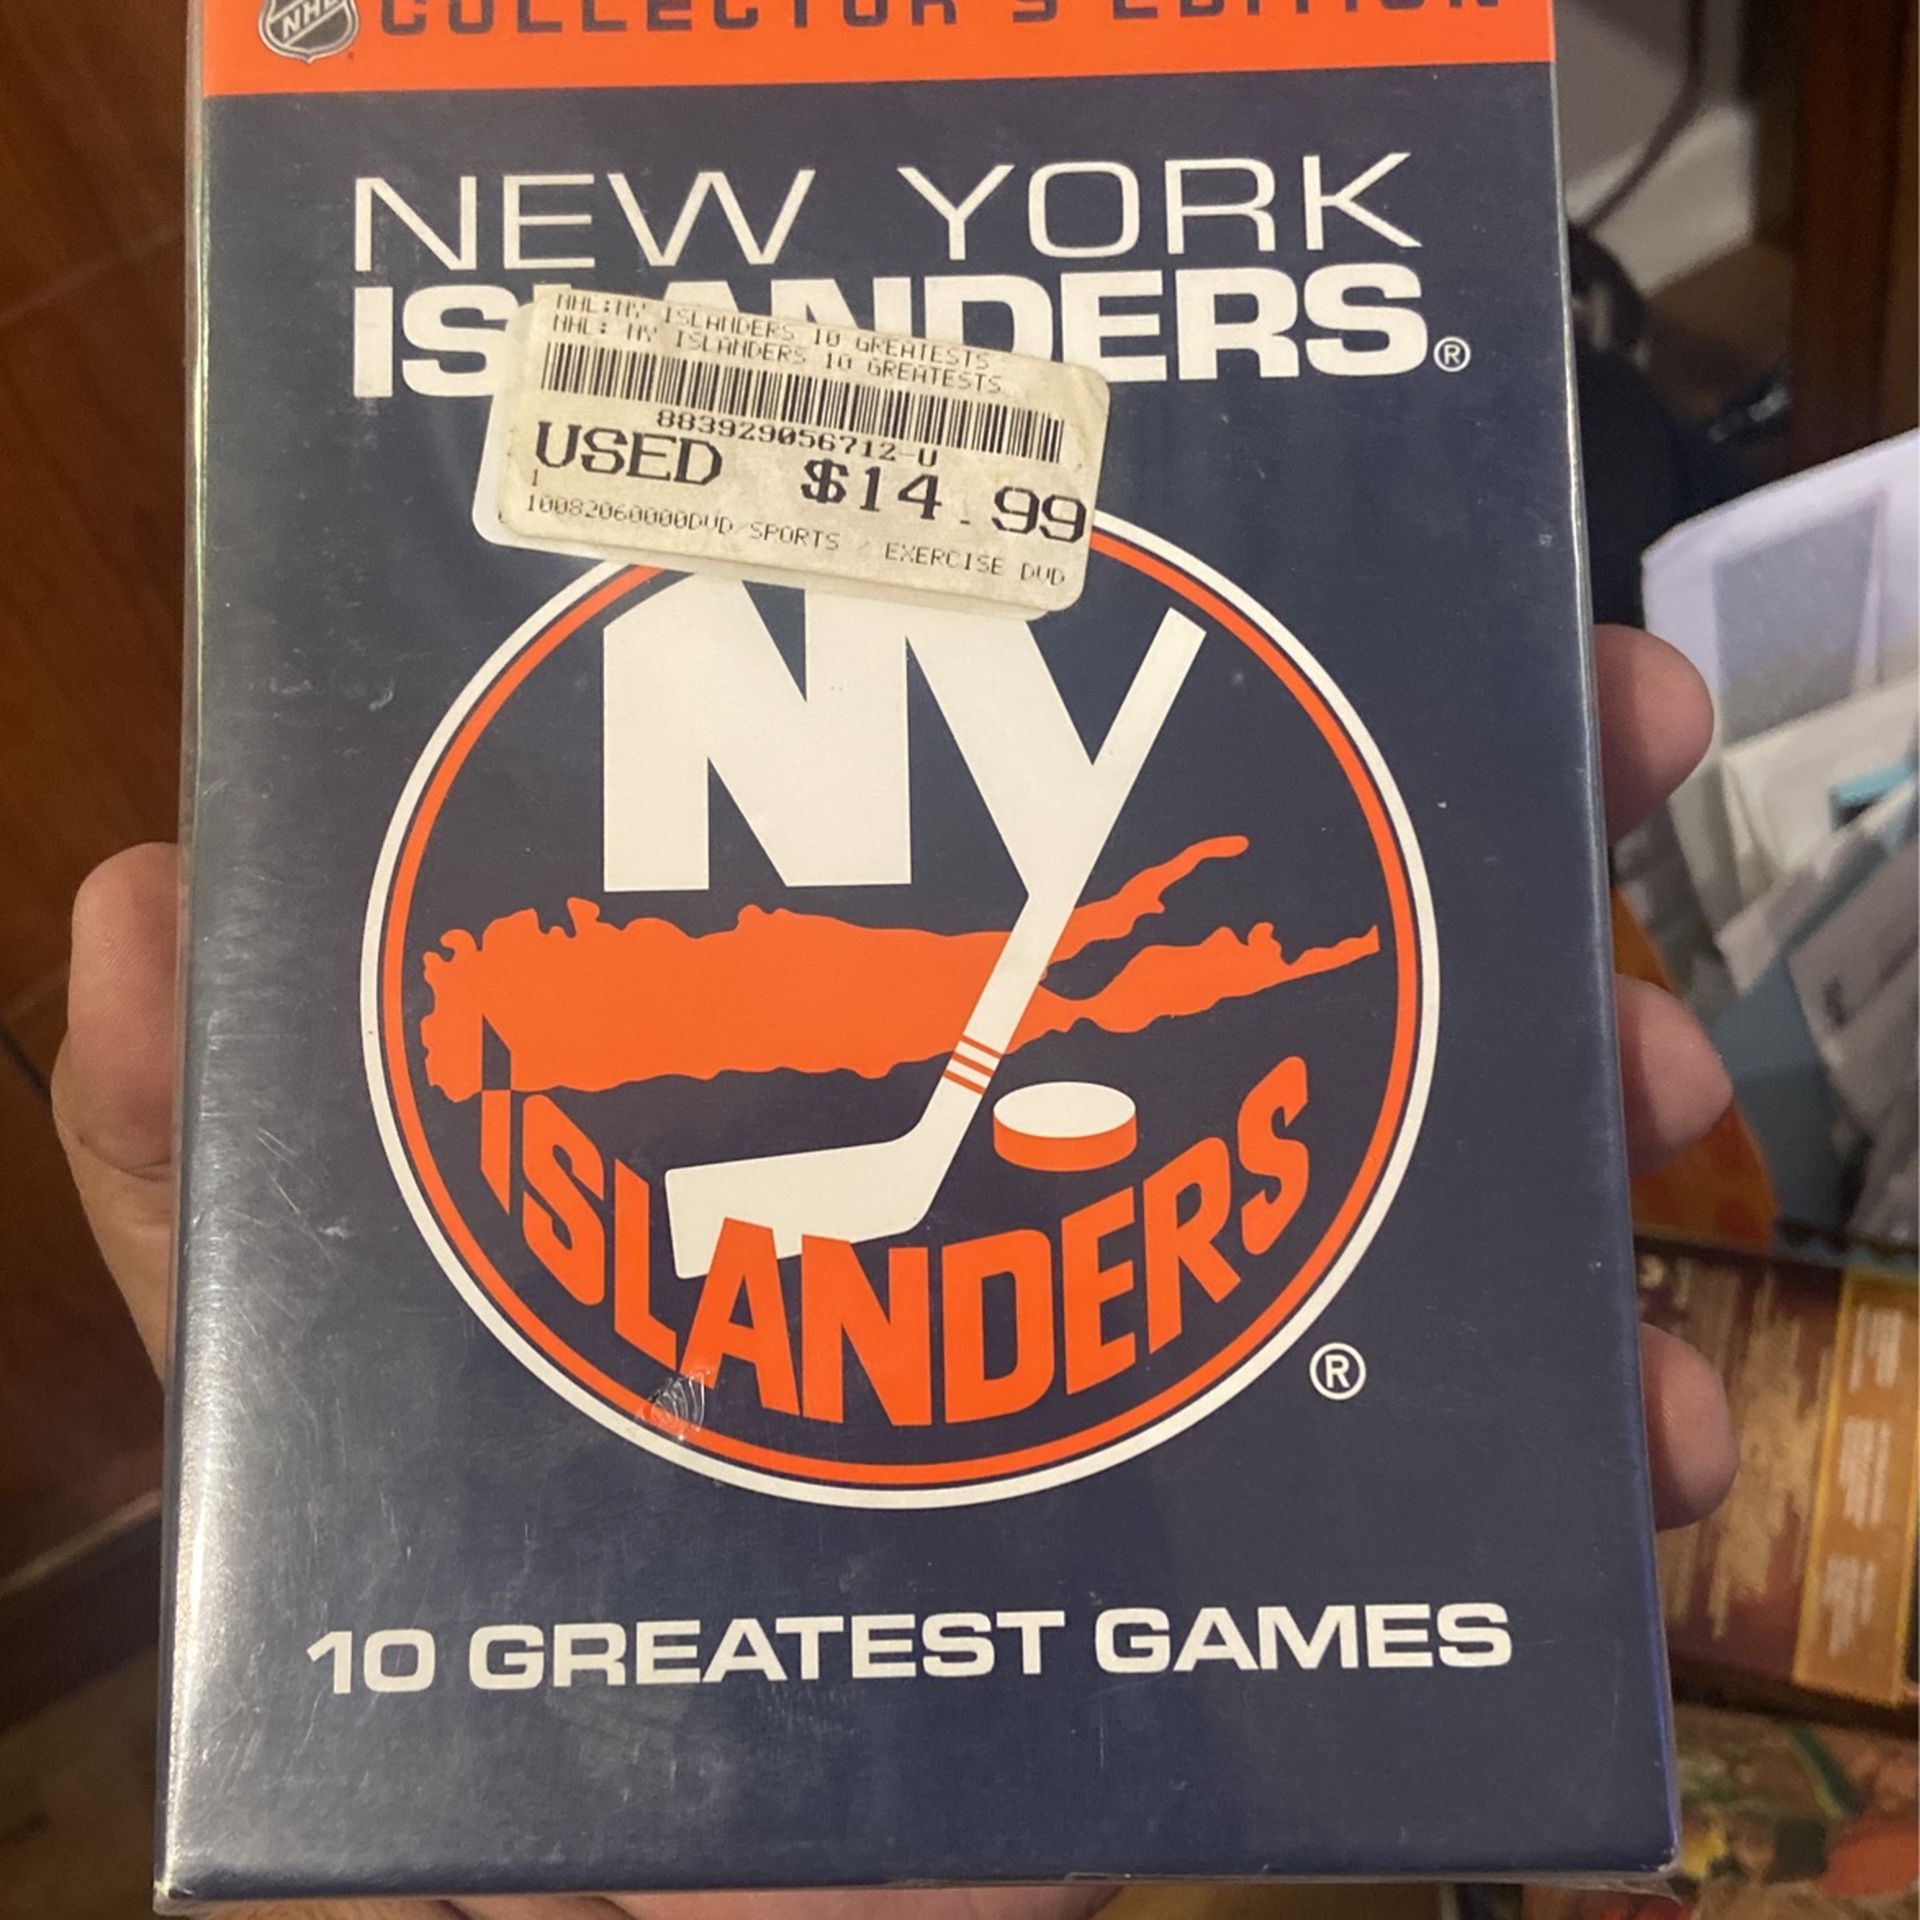 NHL COLLECTOR'S EDITION
NEW YORK
ISLANDERS®
NHL:NY ISLANDERS 10 GREATESTS
NHL: NY ISLANDERS 10 GREATESTS
883929056712-U
USED $14.99
1
10082060000DVD/SPORTS / EXERCISE DVD
NY
ISLANDERS
®
10 GREATEST GAMES